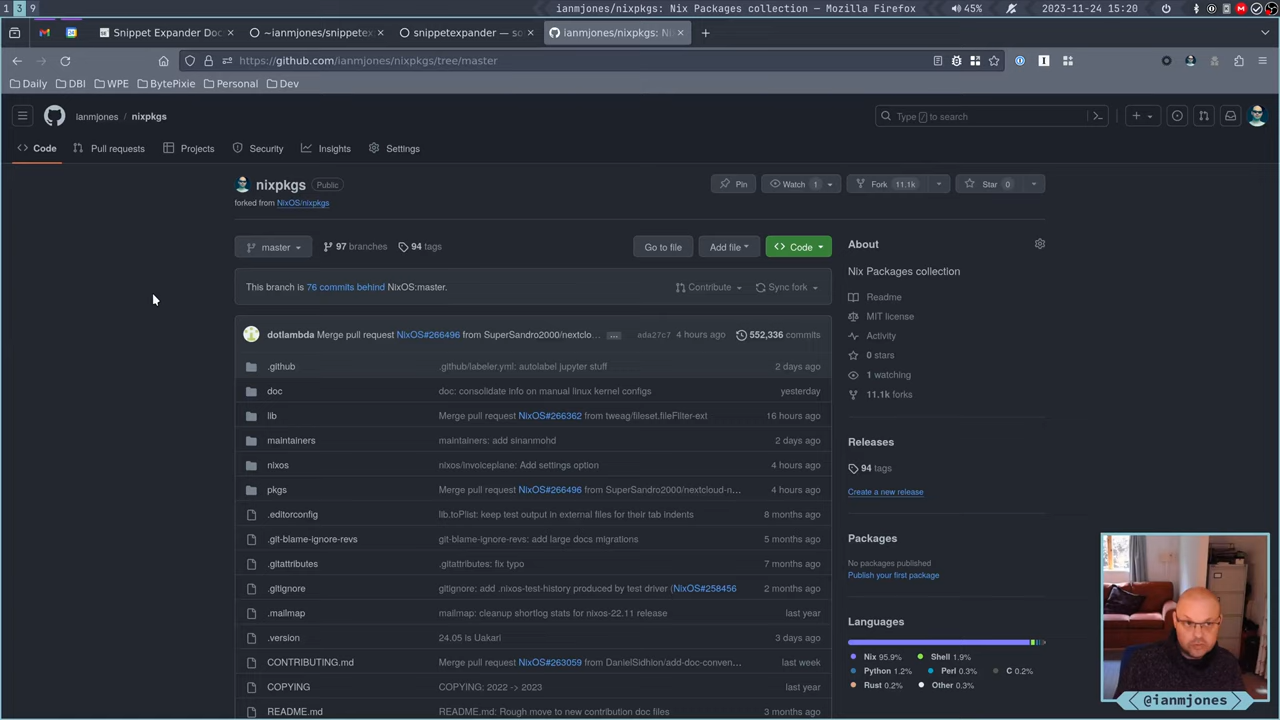 1 3 9
ianmjones/nixpkgs: Nix Packages collection — Mozilla Firefox
45% 2023-11-24 15:20
Snippet Expander Do
~ianmjones/snippetex
snippetexpander — so
ianmjones/nixpkgs: Ni
https://github.com/ianmjones/nixpkgs/tree/master
Daily DBI WPE BytePixie Personal Dev
ianmjones / nixpkgs
Type / to search
Code Pull requests Projects Security Insights Settings
nixpkgs Public
Pin Watch 1 Fork 11.1k Star 0
forked from NixOS/nixpkgs
master 97 branches 94 tags
Go to file Add file Code
This branch is 76 commits behind NixOS:master.
Contribute Sync fork
dotlambda Merge pull request NixOS#266496 from SuperSandro2000/nextclo... ... ada27c7 4 hours ago 552,336 commits
.github .github/labeler.yml: autolabel jupyter stuff 2 days ago
doc doc: consolidate info on manual linux kernel configs yesterday
lib Merge pull request NixOS#266362 from tweag/fileset.fileFilter-ext 16 hours ago
maintainers maintainers: add sinanmohd 2 days ago
nixos nixos/invoiceplane: Add settings option 4 hours ago
pkgs Merge pull request NixOS#266496 from SuperSandro2000/nextcloud-n... 4 hours ago
.editorconfig lib.toPlist: keep test output in external files for their tab indents 8 months ago
.git-blame-ignore-revs git-blame-ignore-revs: add large docs migrations 5 months ago
.gitattributes .gitattributes: fix typo 7 months ago
.gitignore gitignore: add .nixos-test-history produced by test driver (NixOS#258456 2 months ago
.mailmap mailmap: cleanup shortlog stats for nixos-22.11 release last year
.version 24.05 is Uakari 3 days ago
CONTRIBUTING.md Merge pull request NixOS#263059 from DanielSidhion/add-doc-conven... last week
COPYING COPYING: 2022 -> 2023 last year
README.md README.md: Rough move to new contribution doc files 3 months ago
About
Nix Packages collection
Readme
MIT license
Activity
0 stars
1 watching
11.1k forks
Releases
94 tags
Create a new release
Packages
No packages published
Publish your first package
Languages
Nix 95.9% Shell 1.9%
Python 1.2% Perl 0.3% C 0.2%
Rust 0.2% Other 0.3%
@ianmjones